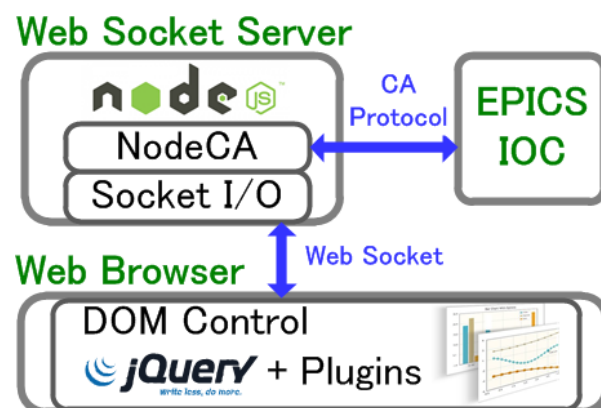 Web Socket Server
node JS™
NodeCA
Socket I/O
CA
Protocol
EPICS
IOC
Web Socket
Web Browser
DOM Control
jQuery + Plugins
write less, do more.